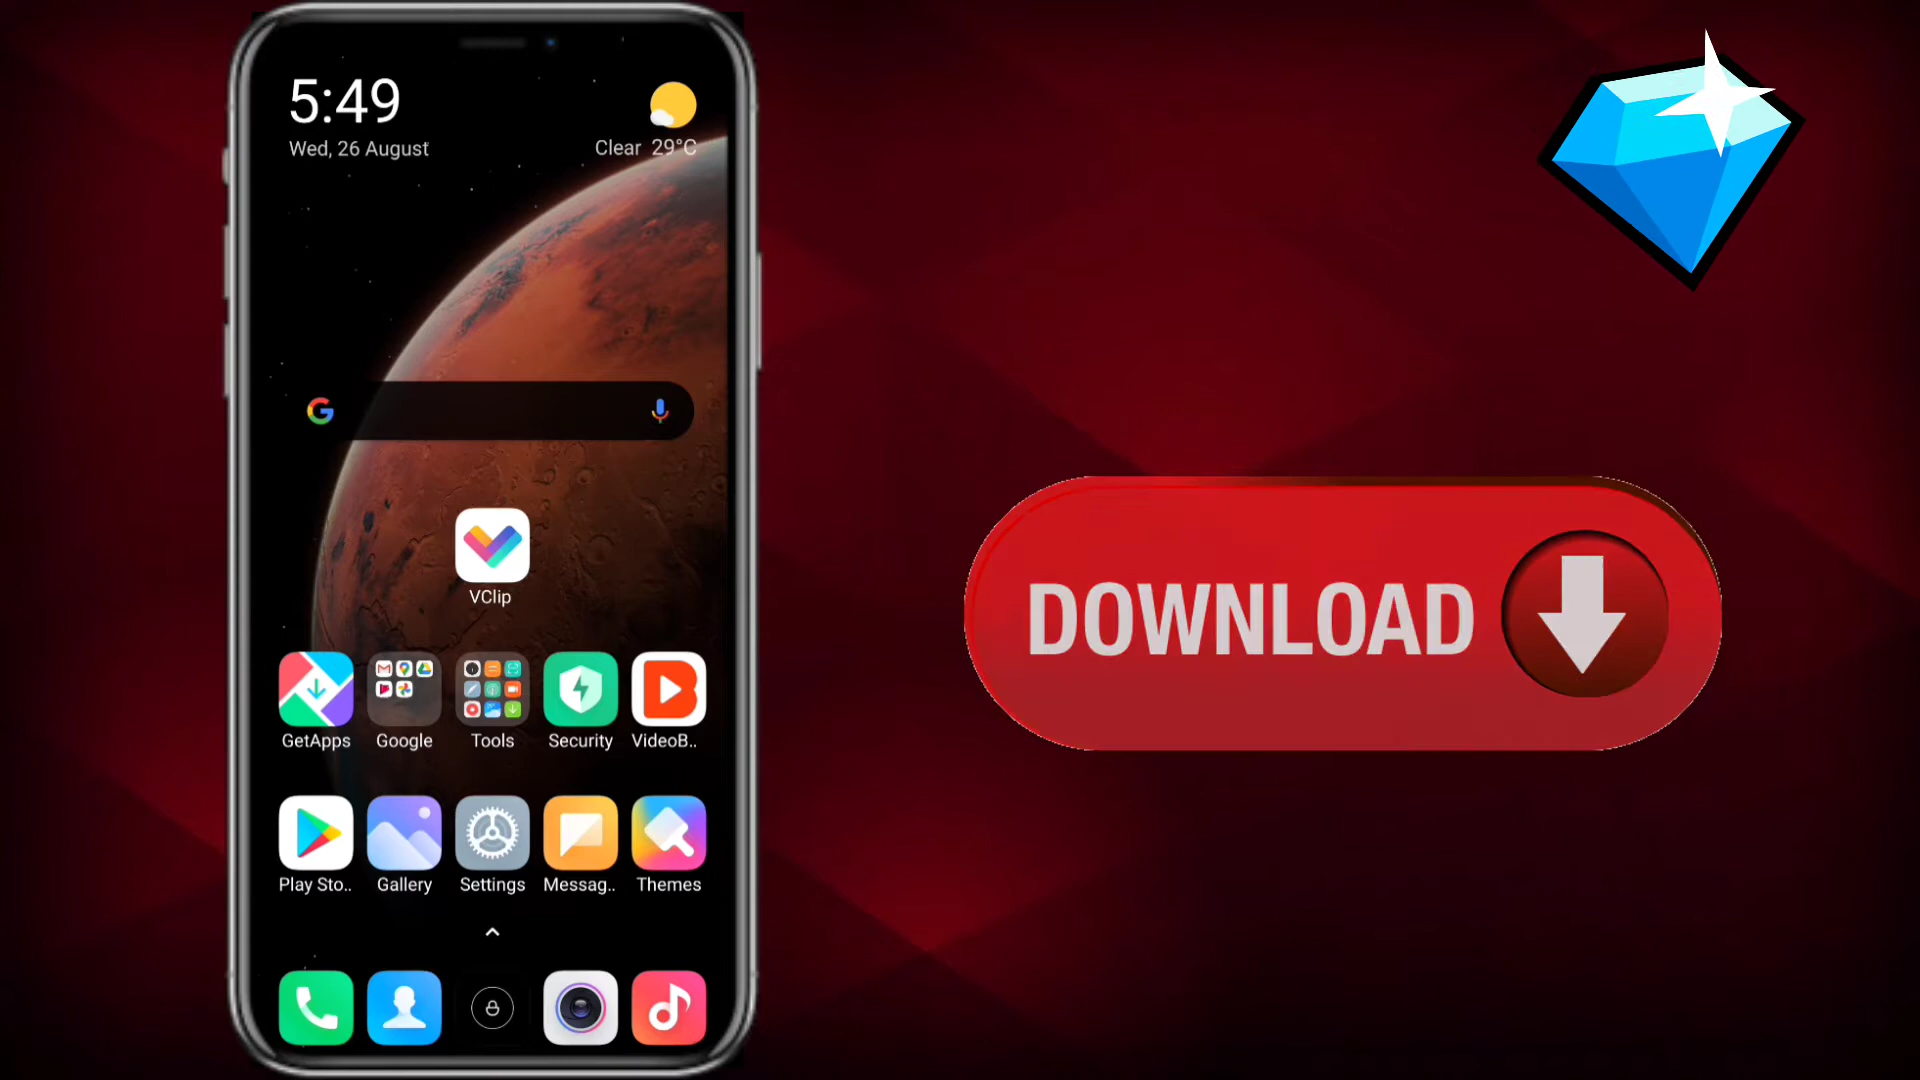 5:49
Wed, 26 August
Clear 29°C
VClip
GetApps
Google
Tools
Security
VideoB..
Play Sto..
Gallery
Settings
Messag..
Themes
DOWNLOAD